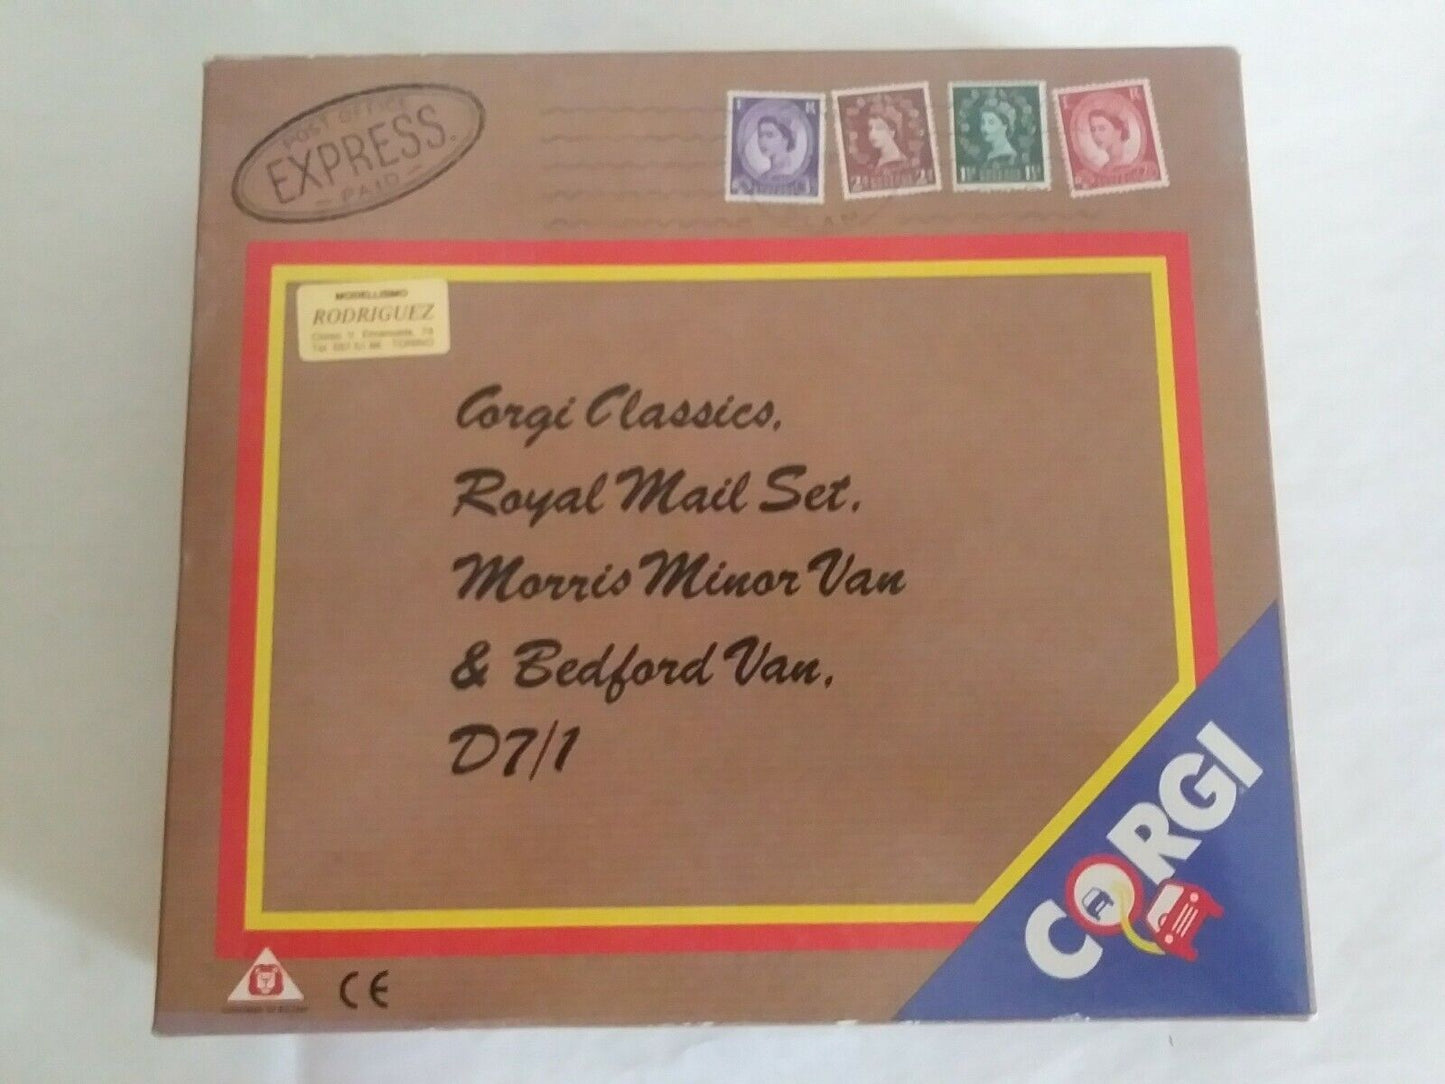 POST OFFICE
EXPRESS.
— PAID —
MODELLISMO
RODRIGUEZ
TORINO
Corgi Classics,
Royal Mail Set,
Morris Minor Van
& Bedford Van,
D7/1
CORGI
CE